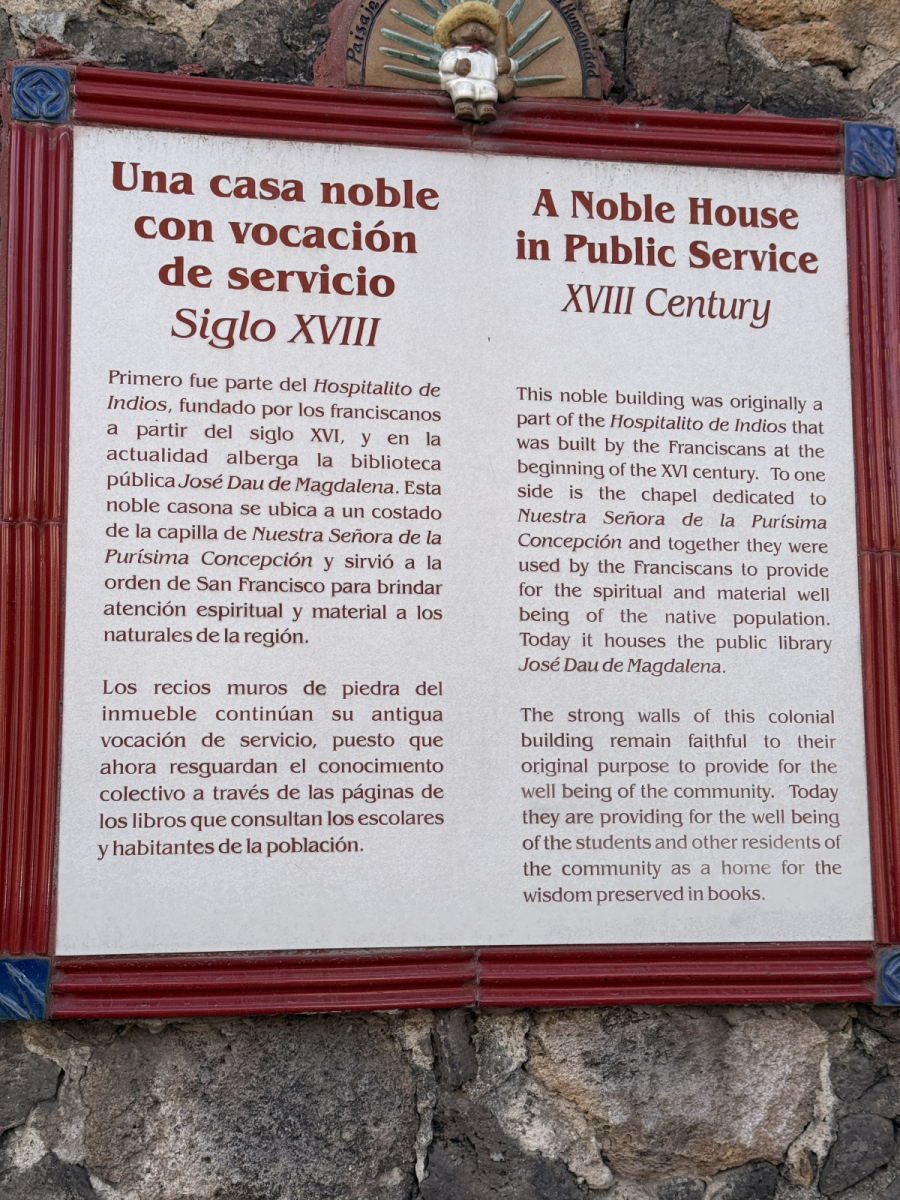 Paisaje
Humanidad
Una casa noble
con vocación
de servicio
Siglo XVIII
Primero fue parte del Hospitalito de
Indios, fundado por los franciscanos
a partir del siglo XVI, y en la
actualidad alberga la biblioteca
pública José Dau de Magdalena. Esta
noble casona se ubica a un costado
de la capilla de Nuestra Señora de la
Purísima Concepción y sirvió a la
orden de San Francisco para brindar
atención espiritual y material a los
naturales de la región.
Los recios muros de piedra del
inmueble continúan su antigua
vocación de servicio, puesto que
ahora resguardan el conocimiento
colectivo a través de las páginas de
los libros que consultan los escolares
y habitantes de la población.
A Noble House
in Public Service
XVIII Century
This noble building was originally a
part of the Hospitalito de Indios that
was built by the Franciscans at the
beginning of the XVI century. To one
side is the chapel dedicated to
Nuestra Señora de la Purísima
Concepción and together they were
used by the Franciscans to provide
for the spiritual and material well
being of the native population.
Today it houses the public library
José Dau de Magdalena.
The strong walls of this colonial
building remain faithful to their
original purpose to provide for the
well being of the community. Today
they are providing for the well being
of the students and other residents of
the community as a home for the
wisdom preserved in books.